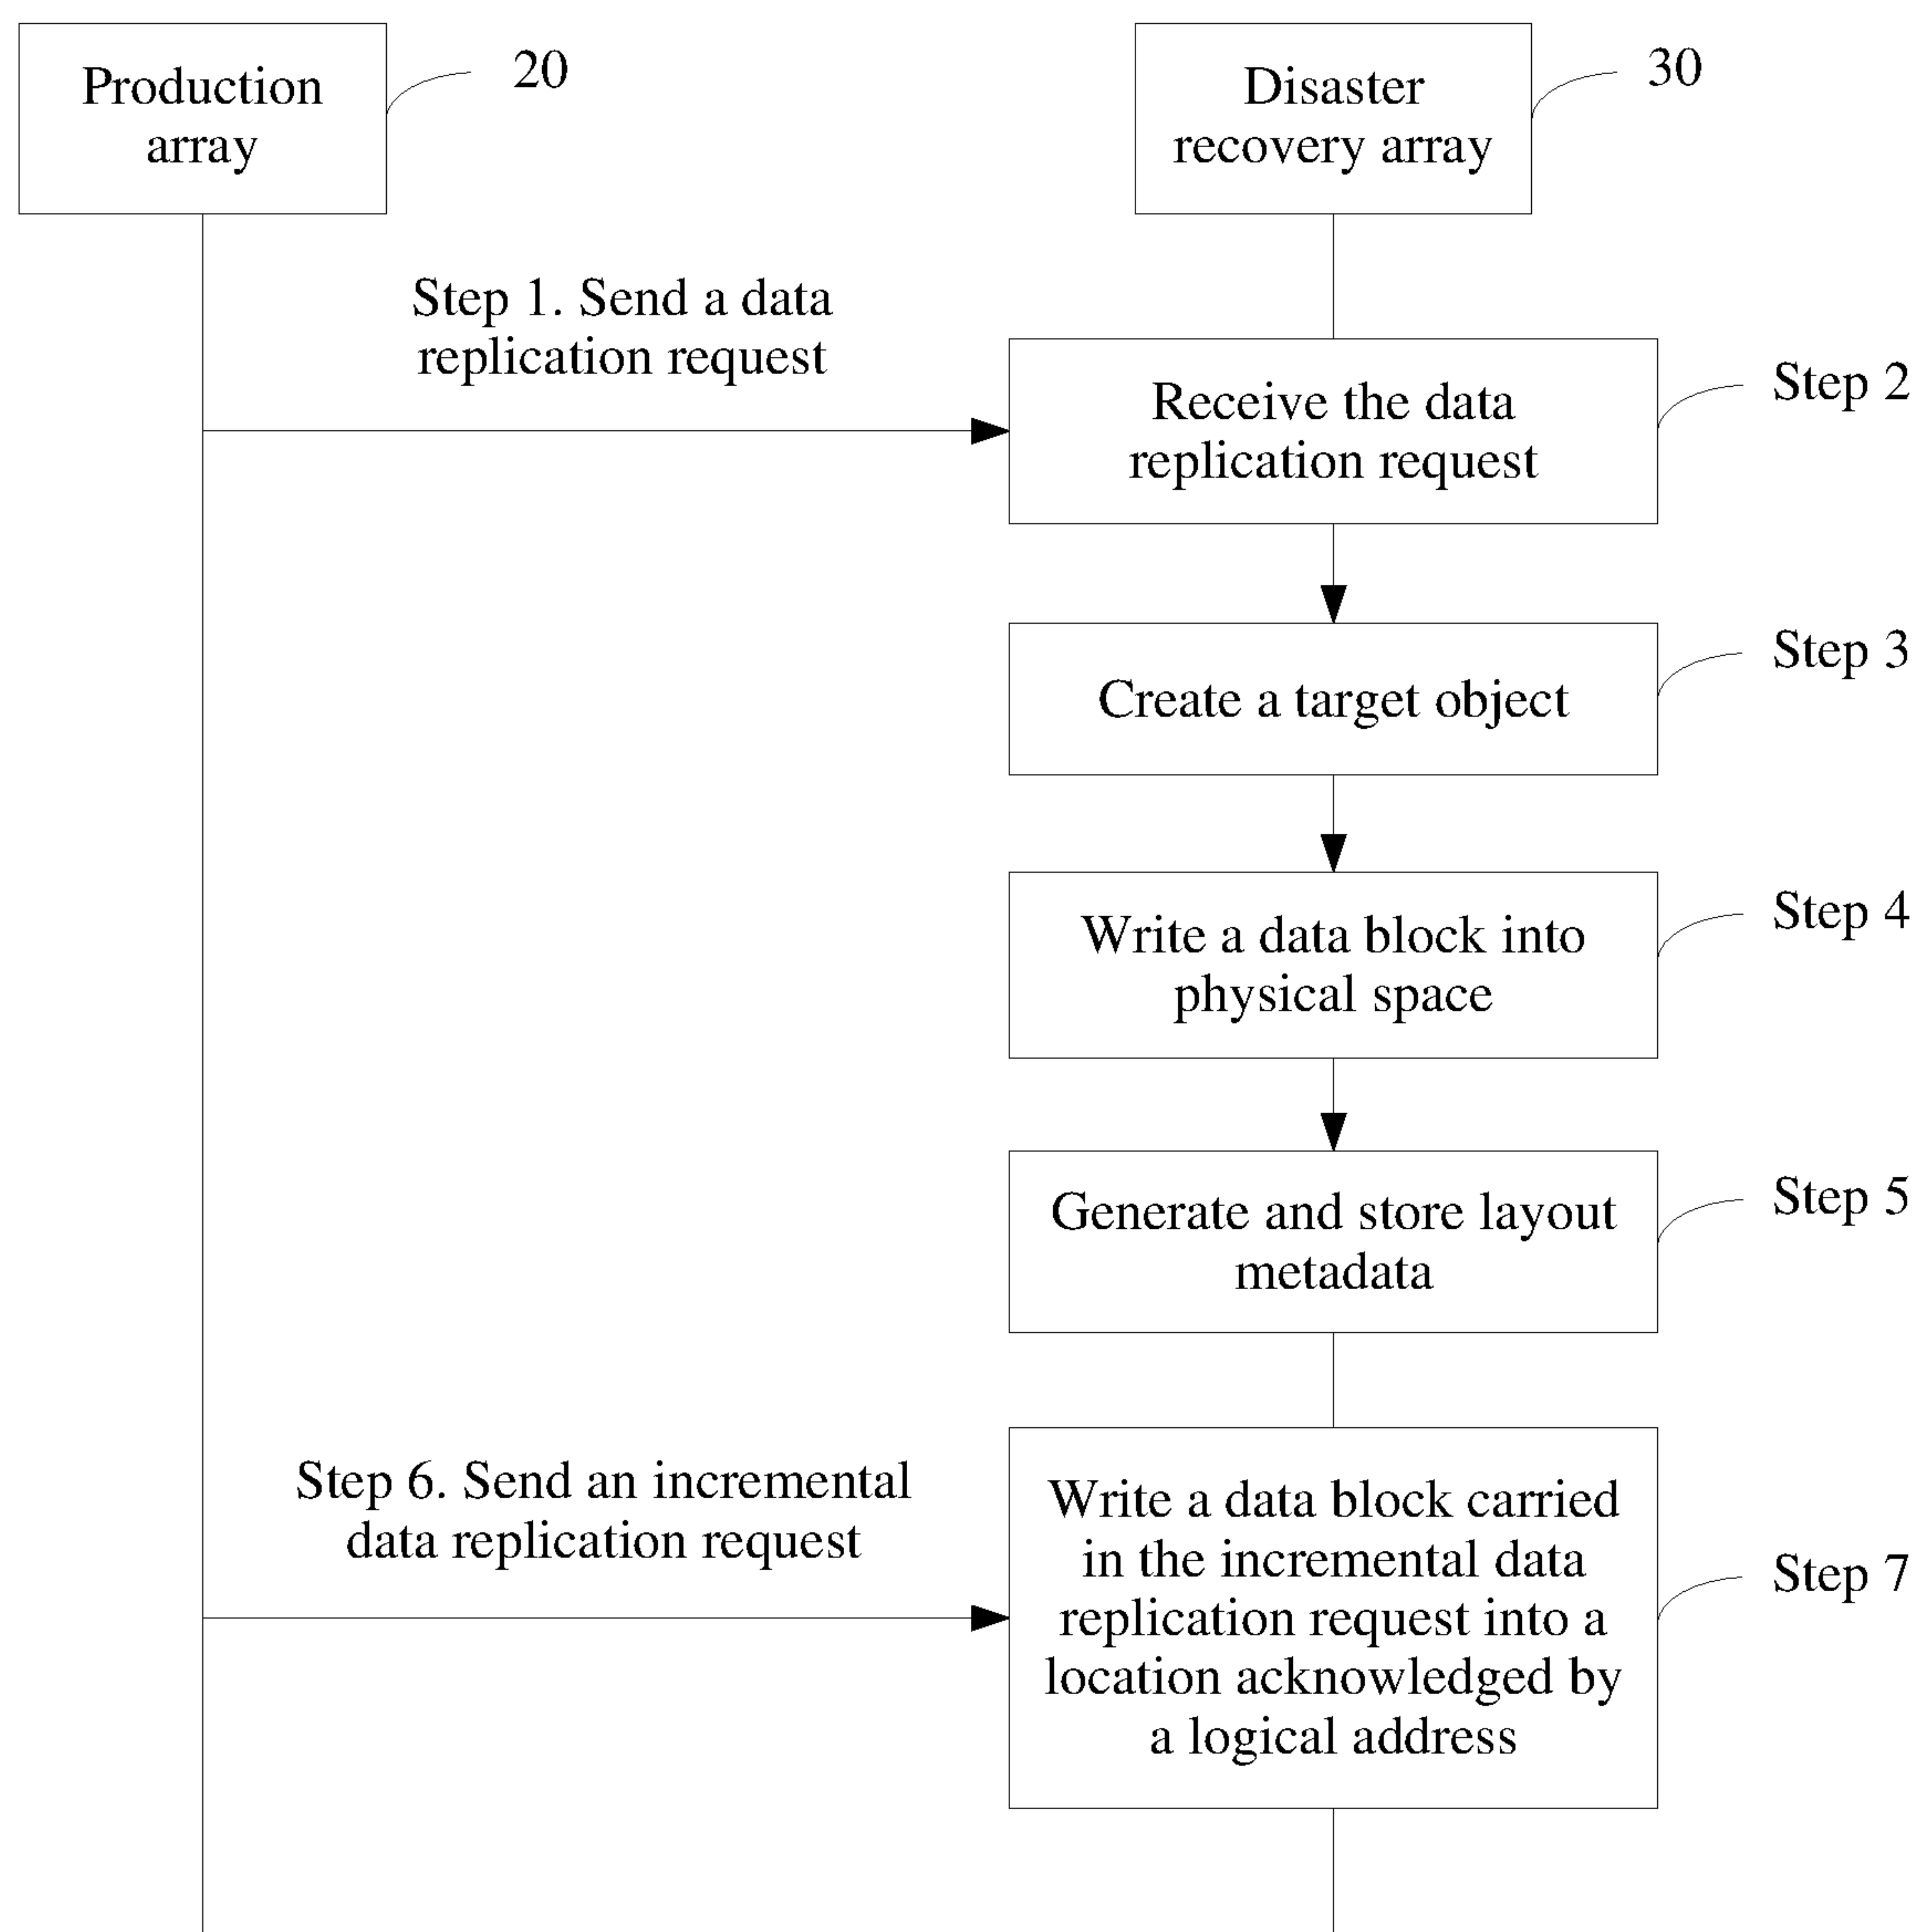 Production
array
20
Disaster
recovery array
30
Step 1. Send a data
replication request
Receive the data
replication request
Step 2
Create a target object
Step 3
Write a data block into
physical space
Step 4
Generate and store layout
metadata
Step 5
Step 6. Send an incremental
data replication request
Write a data block carried
in the incremental data
replication request into a
location acknowledged by
a logical address
Step 7